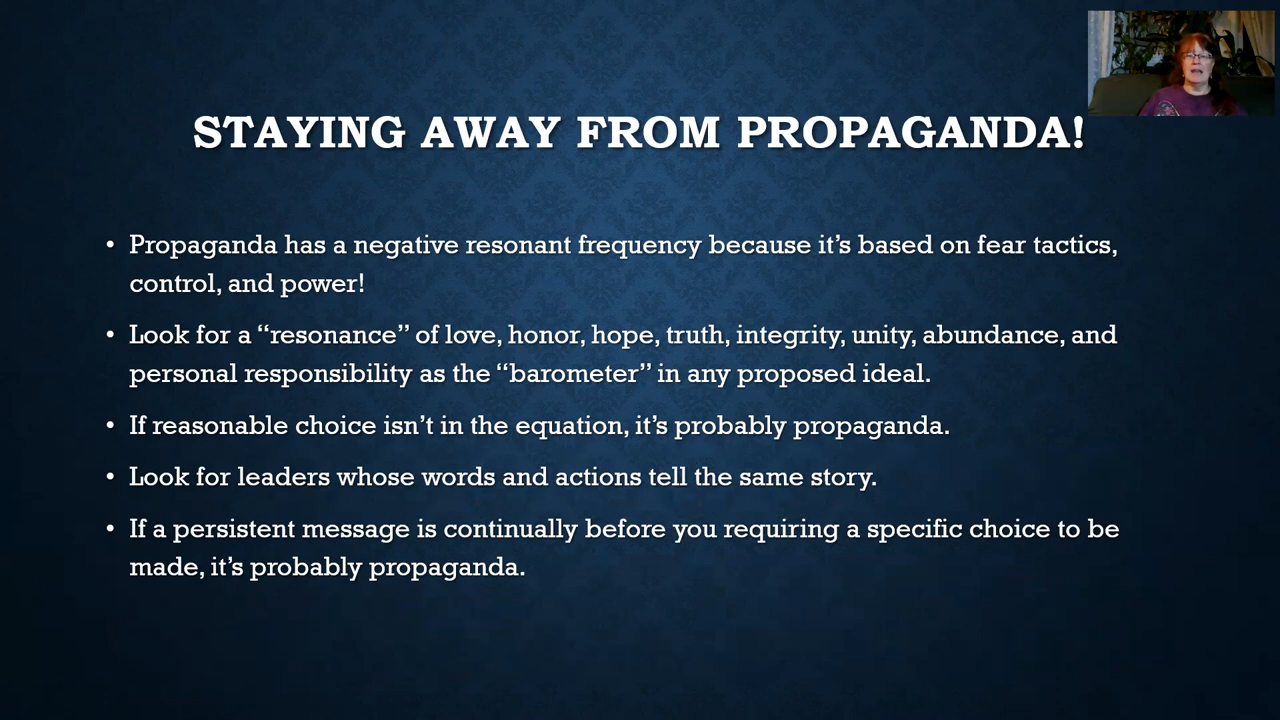 STAYING AWAY FROM PROPAGANDA!
• Propaganda has a negative resonant frequency because it’s based on fear tactics,
control, and power!
• Look for a “resonance” of love, honor, hope, truth, integrity, unity, abundance, and
personal responsibility as the “barometer” in any proposed ideal.
• If reasonable choice isn’t in the equation, it’s probably propaganda.
• Look for leaders whose words and actions tell the same story.
• If a persistent message is continually before you requiring a specific choice to be
made, it’s probably propaganda.